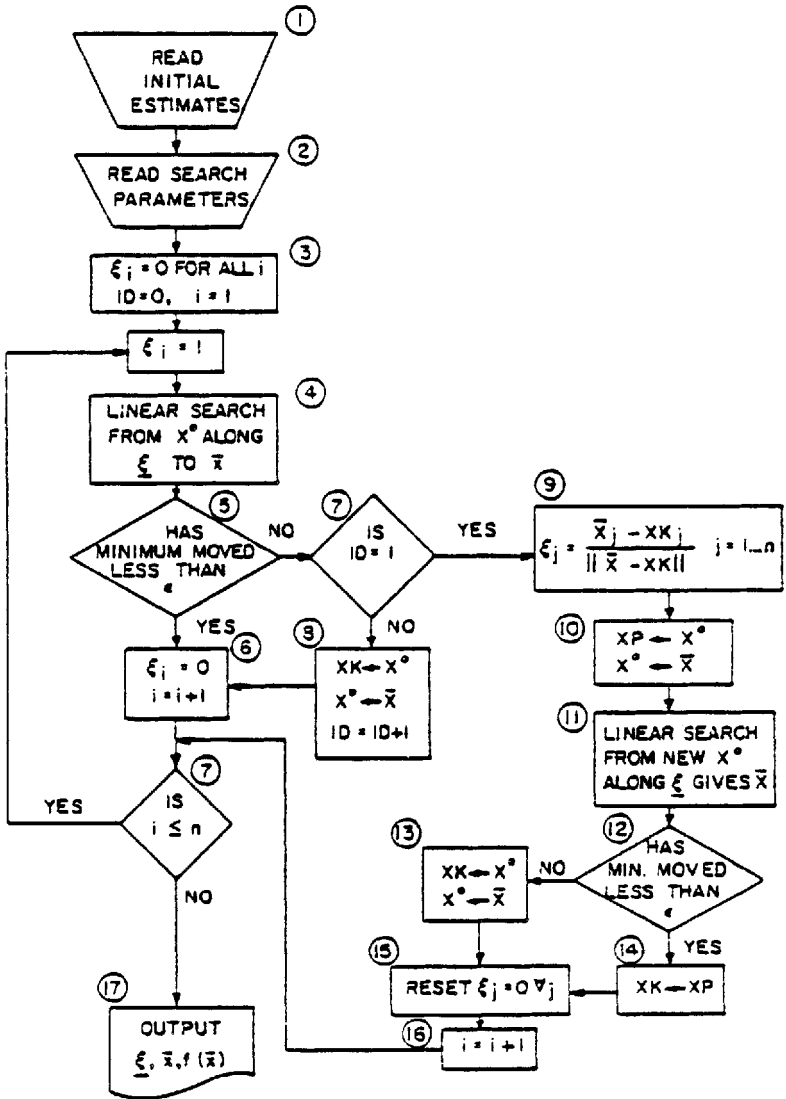 1
READ
INITIAL
ESTIMATES
2
READ SEARCH
PARAMETERS
3
ξi = 0 FOR ALL i
ID=0, i = 1
ξi = 1
4
LINEAR SEARCH
FROM X° ALONG
ξ TO x̄
5
HAS
MINIMUM MOVED
LESS THAN
ε
NO
YES
7
IS
ID = 1
YES
NO
9
ξj = (X̄j - XKj) / ||X̄ - XK|| j = 1...n
6
ξi = 0
i = i+1
8
XK ← X°
X° ← X̄
ID = ID+1
10
XP ← X°
X° ← X̄
11
LINEAR SEARCH
FROM NEW X°
ALONG ξ GIVES X̄
7
IS
i ≤ n
YES
NO
12
HAS
MIN. MOVED
LESS THAN
ε
NO
YES
13
XK ← X°
X° ← X̄
14
XK ← XP
15
RESET ξj = 0 ∀j
16
i = i + 1
17
OUTPUT
ξ, x̄, f(x̄)